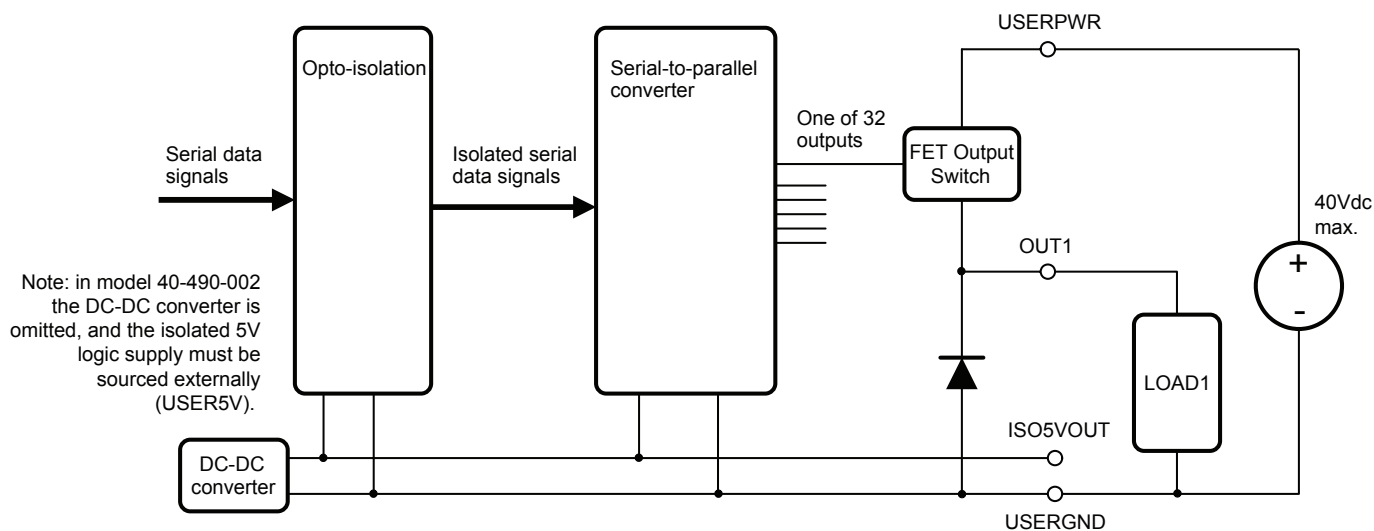 USERPWR
Opto-isolation
Serial-to-parallel
converter
One of 32
outputs
FET Output
Switch
Serial data
signals
Isolated serial
data signals
40Vdc
max.
OUT1
+
-
Note: in model 40-490-002
the DC-DC converter is
omitted, and the isolated 5V
logic supply must be
sourced externally
(USER5V).
LOAD1
ISO5VOUT
DC-DC
converter
USERGND